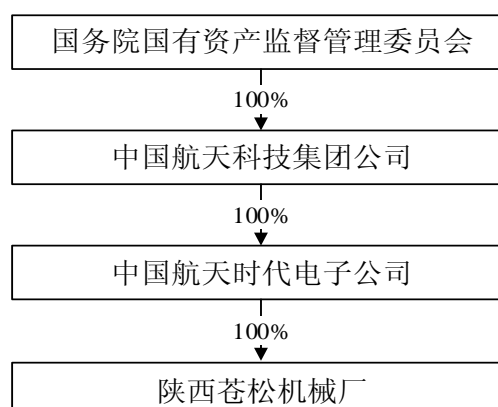 国务院国有资产监督管理委员会
100%
中国航天科技集团公司
100%
中国航天时代电子公司
100%
陕西苍松机械厂